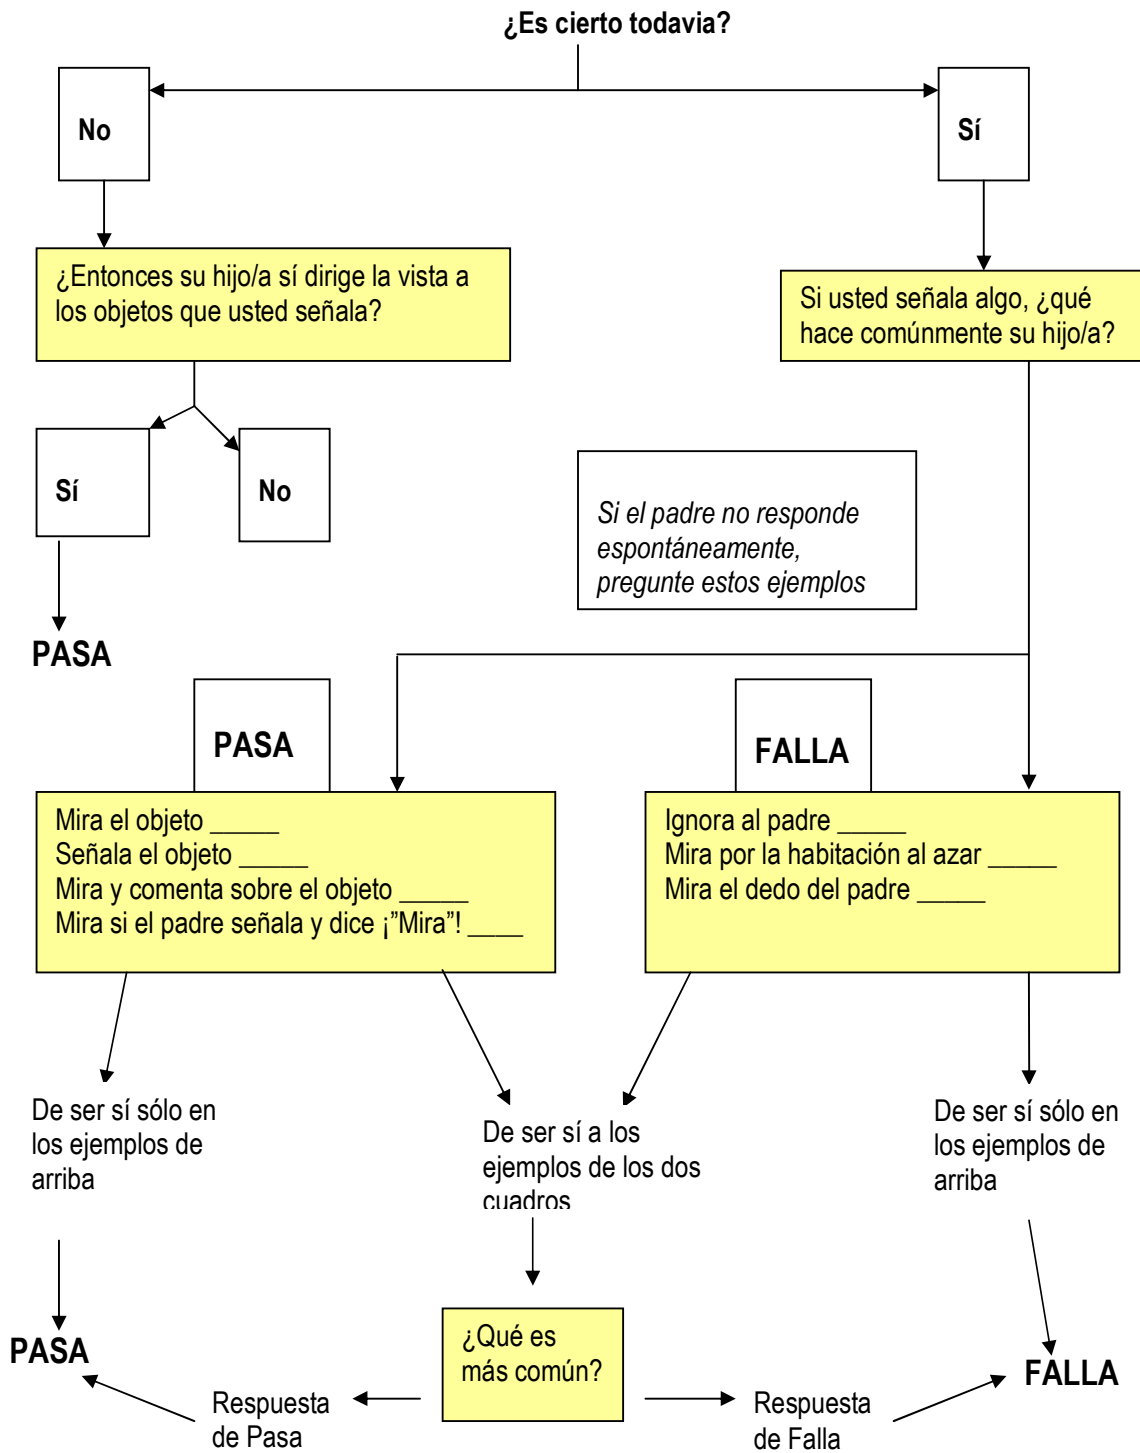 ¿Es cierto todavia?
No
Sí
¿Entonces su hijo/a sí dirige la vista a
los objetos que usted señala?
Si usted señala algo, ¿qué
hace comúnmente su hijo/a?
Sí
No
Si el padre no responde
espontáneamente,
pregunte estos ejemplos
PASA
PASA
FALLA
Mira el objeto _____
Señala el objeto _____
Mira y comenta sobre el objeto _____
Mira si el padre señala y dice ¡”Mira”! ____
Ignora al padre _____
Mira por la habitación al azar _____
Mira el dedo del padre _____
De ser sí sólo en
los ejemplos de
arriba
De ser sí a los
ejemplos de los dos
cuadros
De ser sí sólo en
los ejemplos de
arriba
PASA
¿Qué es
más común?
FALLA
Respuesta
de Pasa
Respuesta
de Falla